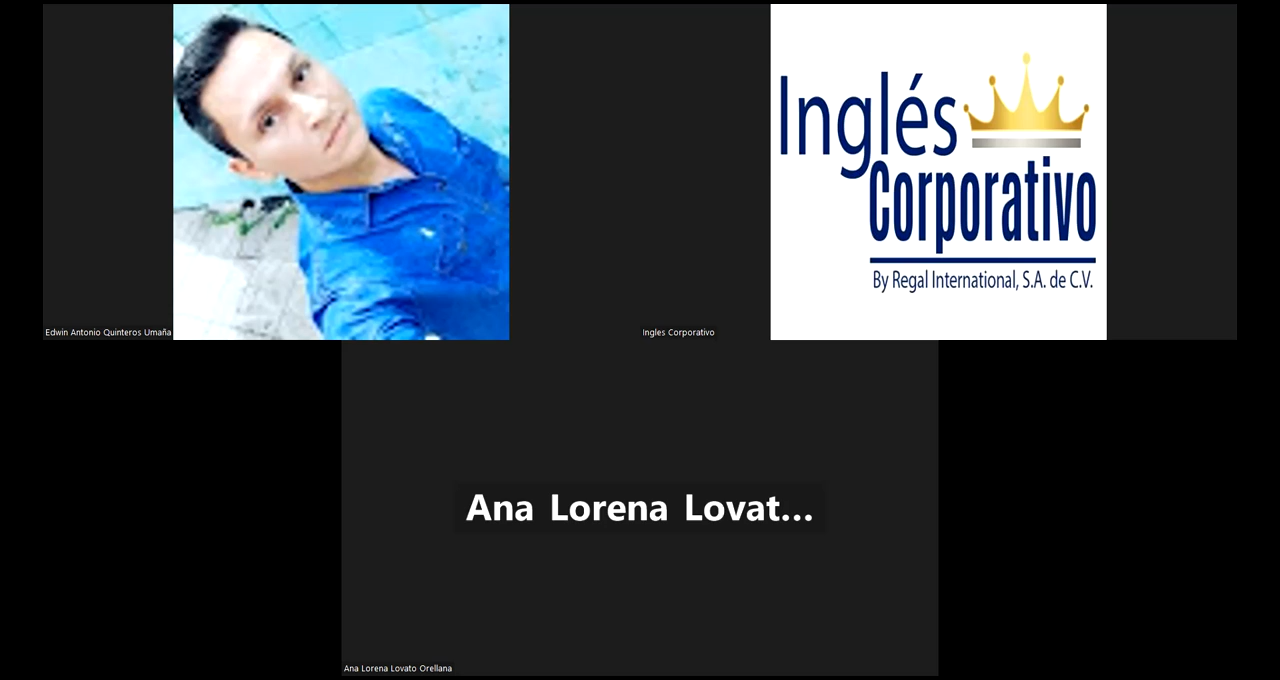 Inglés
Corporativo
By Regal International, S.A. de C.V.
Edwin Antonio Quinteros Umaña
Ingles Corporativo
Ana Lorena Lovat...
Ana Lorena Lovato Orellana